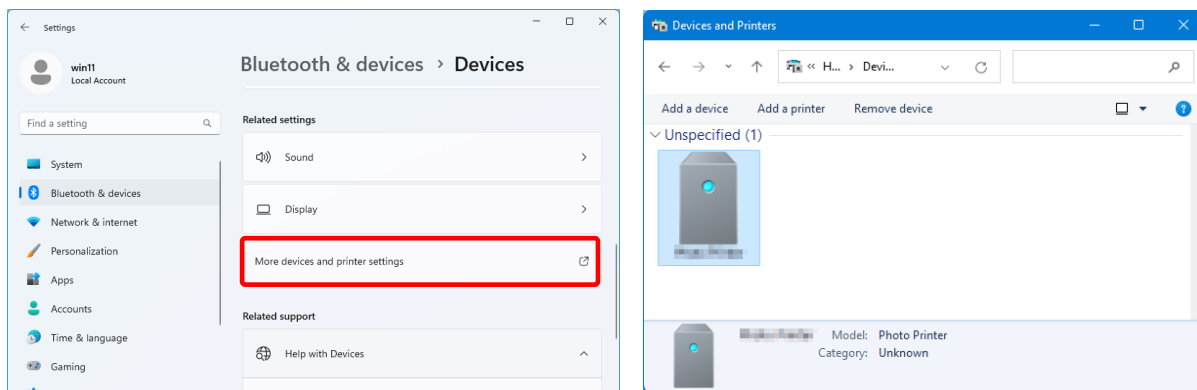 Settings
win11
Local Account
Find a setting
System
Bluetooth & devices
Network & internet
Personalization
Apps
Accounts
Time & language
Gaming
Bluetooth & devices > Devices
Related settings
Sound
Display
More devices and printer settings
Related support
Help with Devices
Devices and Printers
« H... > Devi...
Add a device Add a printer Remove device
Unspecified (1)
Model: Photo Printer
Category: Unknown